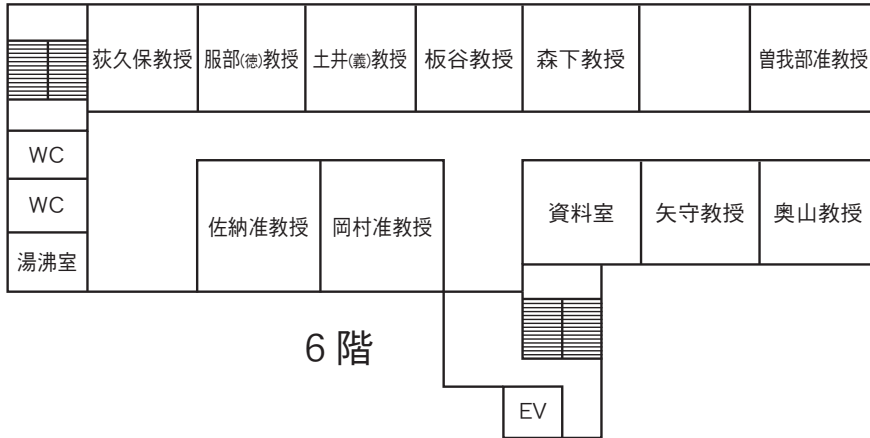 荻久保教授
服部(徳)教授
土井(義)教授
板谷教授
森下教授
曽我部准教授
WC
WC
湯沸室
佐納准教授
岡村准教授
資料室
矢守教授
奥山教授
6階
EV